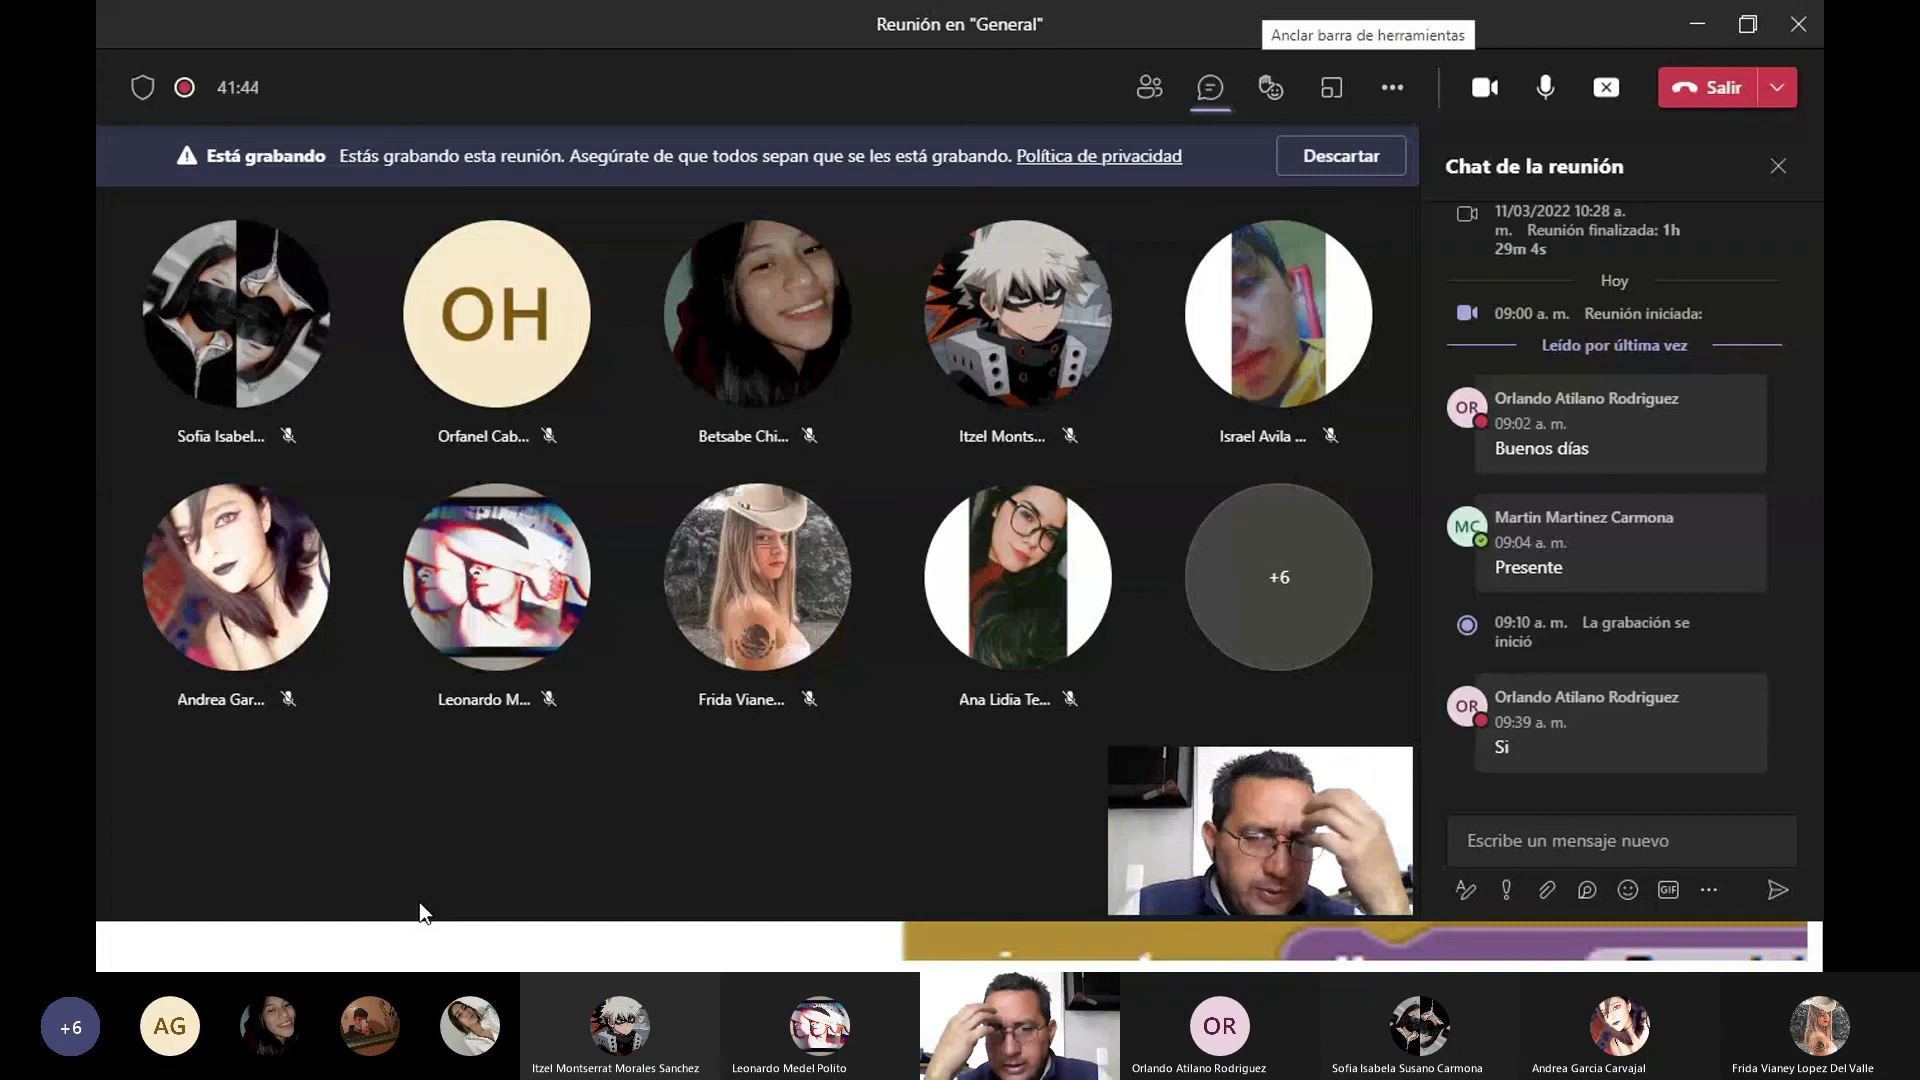 Reunión en "General"
Anclar barra de herramientas
41:44
Salir
Está grabando Estás grabando esta reunión. Asegúrate de que todos sepan que se les está grabando. Política de privacidad
Descartar
OH
Sofia Isabel...
Orfanel Cab...
Betsabe Chi...
Itzel Monts...
Israel Avila ...
+6
Andrea Gar...
Leonardo M...
Frida Viane...
Ana Lidia Te...
Chat de la reunión
11/03/2022 10:28 a.
m. Reunión finalizada: 1h
29m 4s
Hoy
09:00 a. m. Reunión iniciada:
Leído por última vez
OR
Orlando Atilano Rodriguez
09:02 a. m.
Buenos días
MC
Martin Martinez Carmona
09:04 a. m.
Presente
09:10 a. m. La grabación se
inició
OR
Orlando Atilano Rodriguez
09:39 a. m.
Si
Escribe un mensaje nuevo
GIF
+6
AG
OR
Itzel Montserrat Morales Sanchez
Leonardo Medel Polito
Orlando Atilano Rodriguez
Sofia Isabela Susano Carmona
Andrea Garcia Carvajal
Frida Vianey Lopez Del Valle